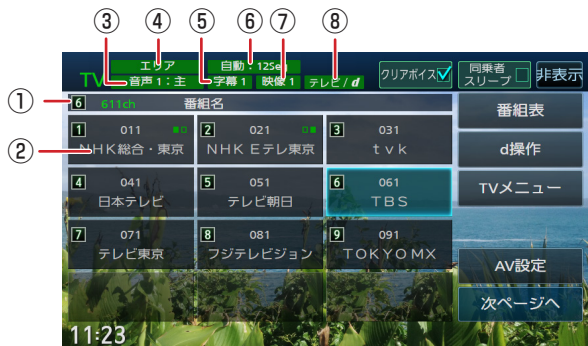 ③ ④ ⑤ ⑥ ⑦ ⑧
エリア 自動:12Seg
TV 音声 1:主 字幕 1 映像 1 テレビ/d クリアボイス 同乗者スリープ 非表示
① 6 611ch 番組名 番組表
②
1 011 2 021 3 031
NHK総合・東京 NHK Eテレ東京 tvk d操作
4 041 5 051 6 061
日本テレビ テレビ朝日 TBS TVメニュー
7 071 8 081 9 091
テレビ東京 フジテレビジョン TOKYO MX AV設定
次ページへ
11:23